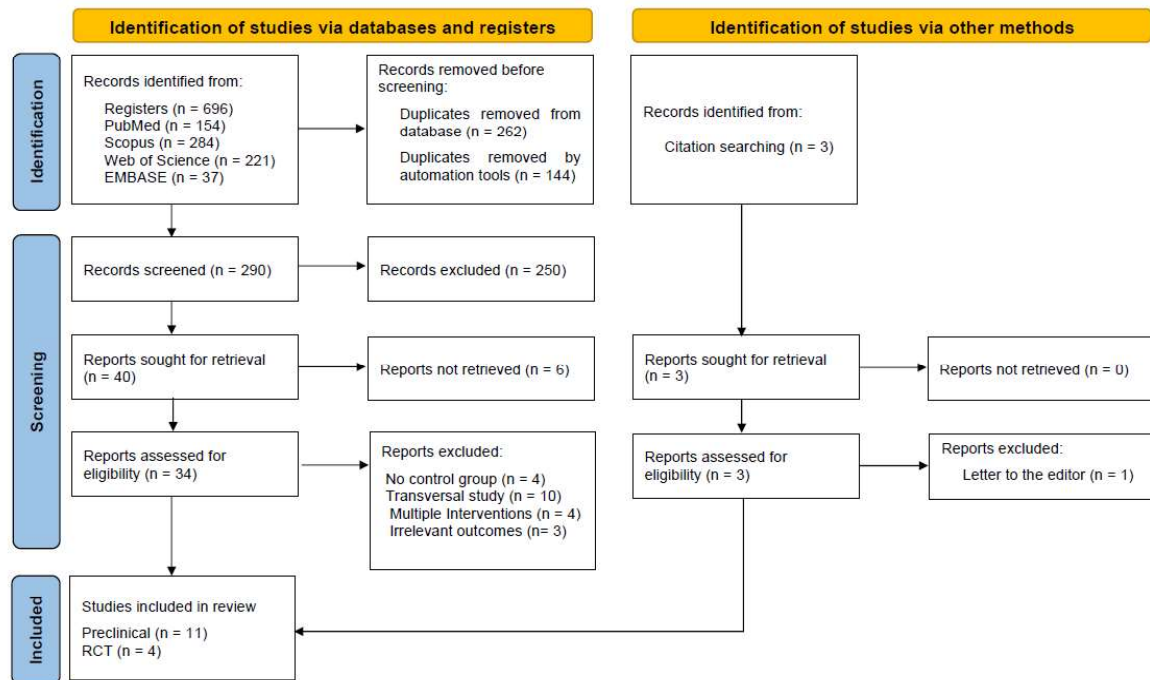 Identification of studies via databases and registers
Identification of studies via other methods
Identification
Records identified from:
Registers (n = 696)
PubMed (n = 154)
Scopus (n = 284)
Web of Science (n = 221)
EMBASE (n = 37)
Records removed before
screening:
Duplicates removed from
database (n = 262)
Duplicates removed by
automation tools (n = 144)
Records identified from:
Citation searching (n = 3)
Screening
Records screened (n = 290)
Records excluded (n = 250)
Reports sought for retrieval
(n = 40)
Reports not retrieved (n = 6)
Reports sought for retrieval
(n = 3)
Reports not retrieved (n = 0)
Reports assessed for
eligibility (n = 34)
Reports excluded:
No control group (n = 4)
Transversal study (n = 10)
Multiple Interventions (n = 4)
Irrelevant outcomes (n= 3)
Reports assessed for
eligibility (n = 3)
Reports excluded:
Letter to the editor (n = 1)
Included
Studies included in review
Preclinical (n = 11)
RCT (n = 4)